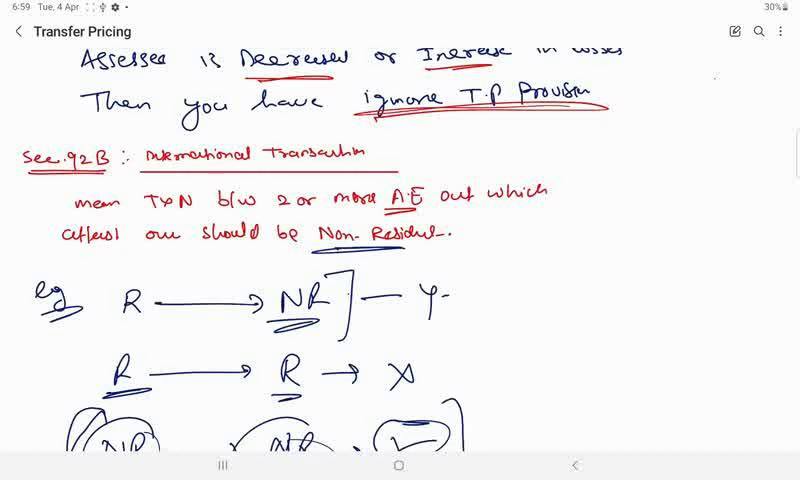 6:59 Tue, 4 Apr
30%
Transfer Pricing
Assessee is Decreased or Increase in losses
Then you have ignore T.P Provision
Sec. 92B : International Transaction
mean TXN b/w 2 or more A.E out which
atleast one should be Non-Resident.
eg R → NR ] — Y
R → R → X
NR NR